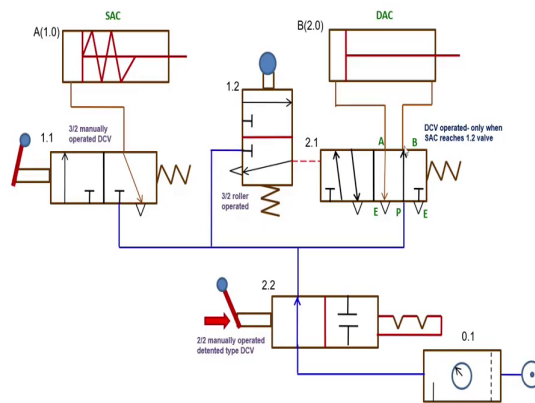 SAC
DAC
A(1.0)
B(2.0)
1.2
3/2 manually
operated DCV
1.1
2.1
A
B
DCV operated- only when
SAC reaches 1.2 valve
3/2 roller
operated
E
P
E
2.2
2/2 manually operated
detented type DCV
0.1